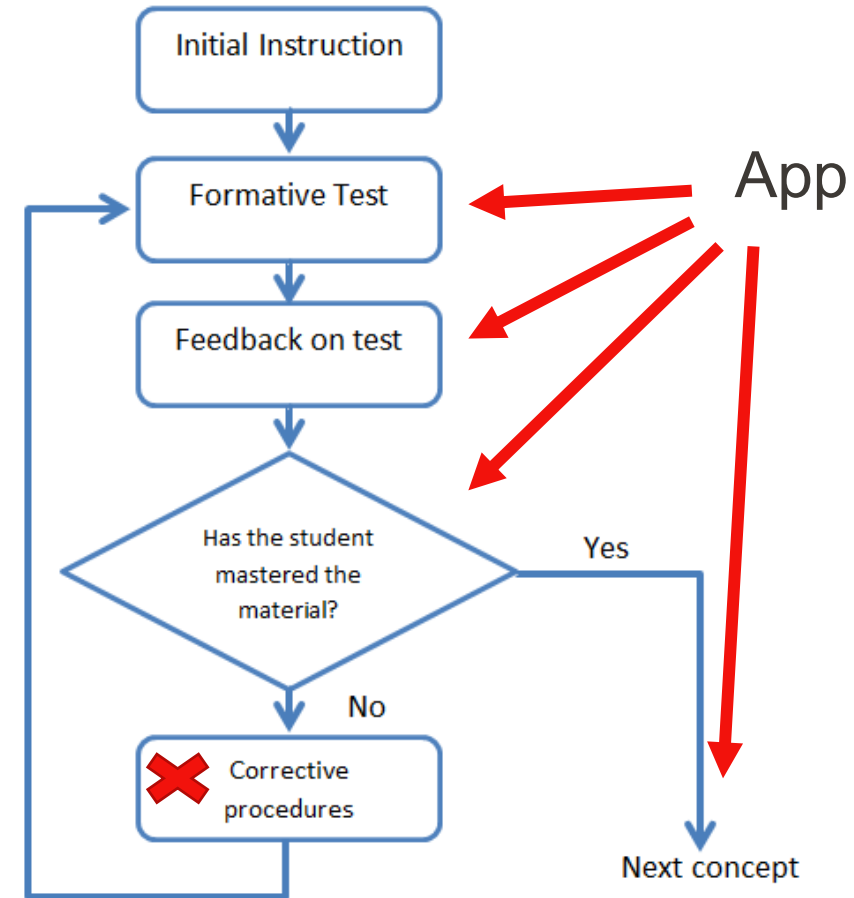 Initial Instruction
Formative Test
App
Feedback on test
Has the student
mastered the
material?
Yes
No
Corrective
procedures
Next concept